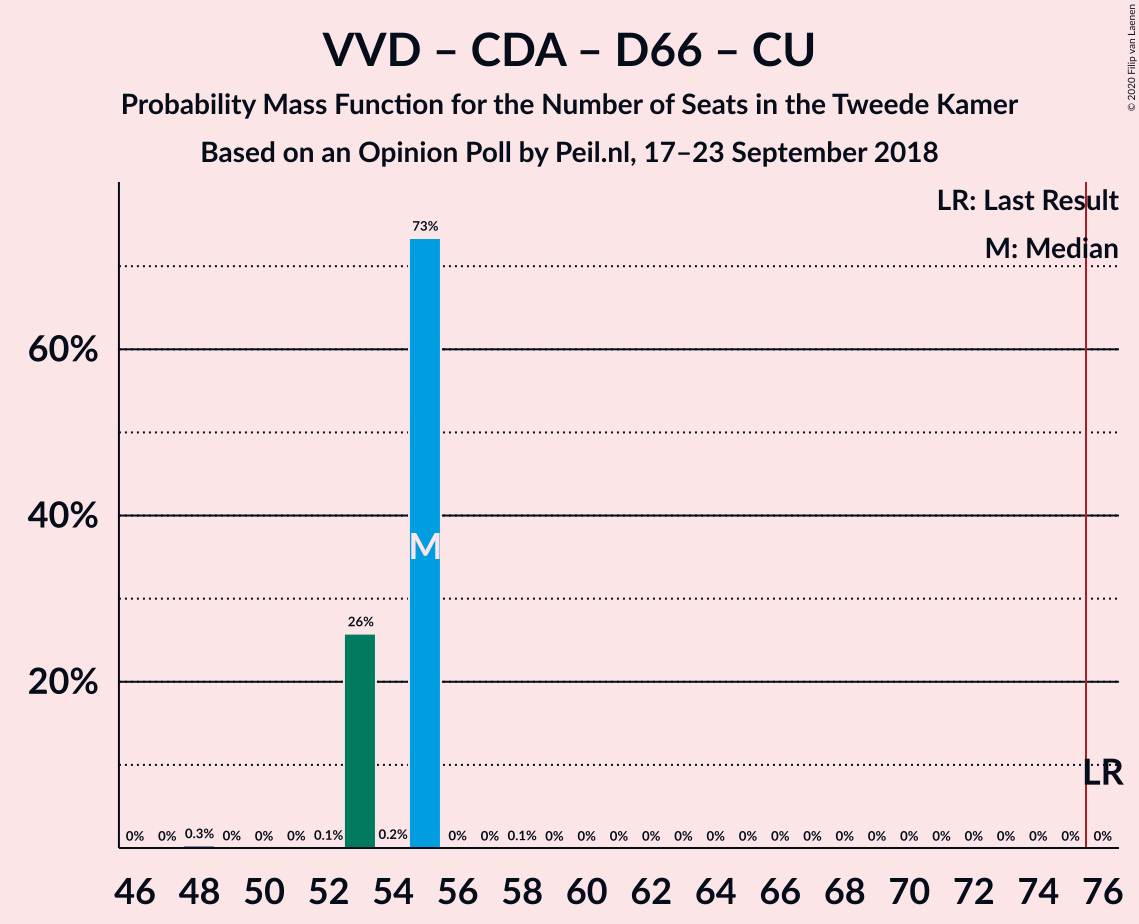 VVD – CDA – D66 – CU
Probability Mass Function for the Number of Seats in the Tweede Kamer
Based on an Opinion Poll by Peil.nl, 17–23 September 2018
© 2020 Filip van Laenen
LR: Last Result
M: Median
73%
60%
40%
M
26%
20%
LR
0% 0% 0.3% 0% 0% 0% 0.1% 0.2% 0% 0% 0.1% 0% 0% 0% 0% 0% 0% 0% 0% 0% 0% 0% 0% 0% 0% 0% 0% 0% 0%
46 48 50 52 54 56 58 60 62 64 66 68 70 72 74 76